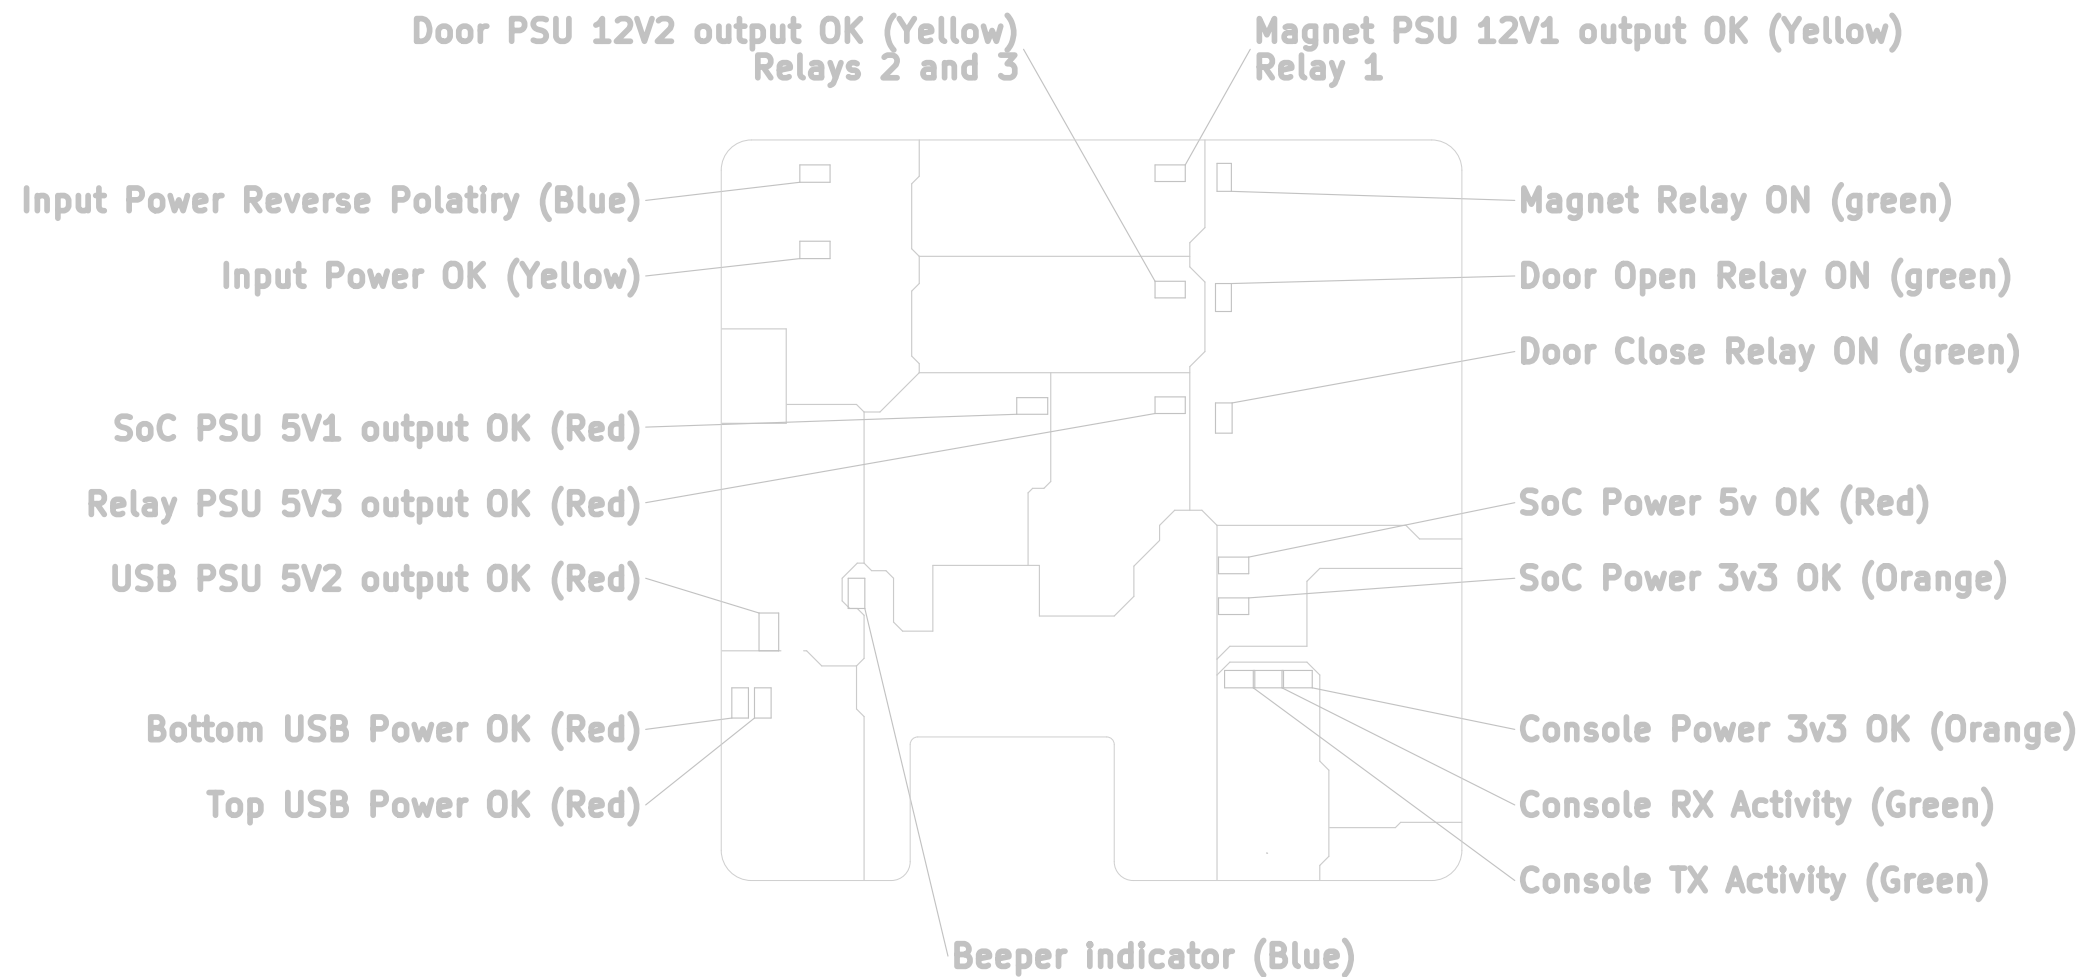 Door PSU 12V2 output OK (Yellow)
Relays 2 and 3
Magnet PSU 12V1 output OK (Yellow)
Relay 1
Input Power Reverse Polatiry (Blue)
Input Power OK (Yellow)
SoC PSU 5V1 output OK (Red)
Relay PSU 5V3 output OK (Red)
USB PSU 5V2 output OK (Red)
Bottom USB Power OK (Red)
Top USB Power OK (Red)
Magnet Relay ON (green)
Door Open Relay ON (green)
Door Close Relay ON (green)
SoC Power 5v OK (Red)
SoC Power 3v3 OK (Orange)
Console Power 3v3 OK (Orange)
Console RX Activity (Green)
Console TX Activity (Green)
Beeper indicator (Blue)